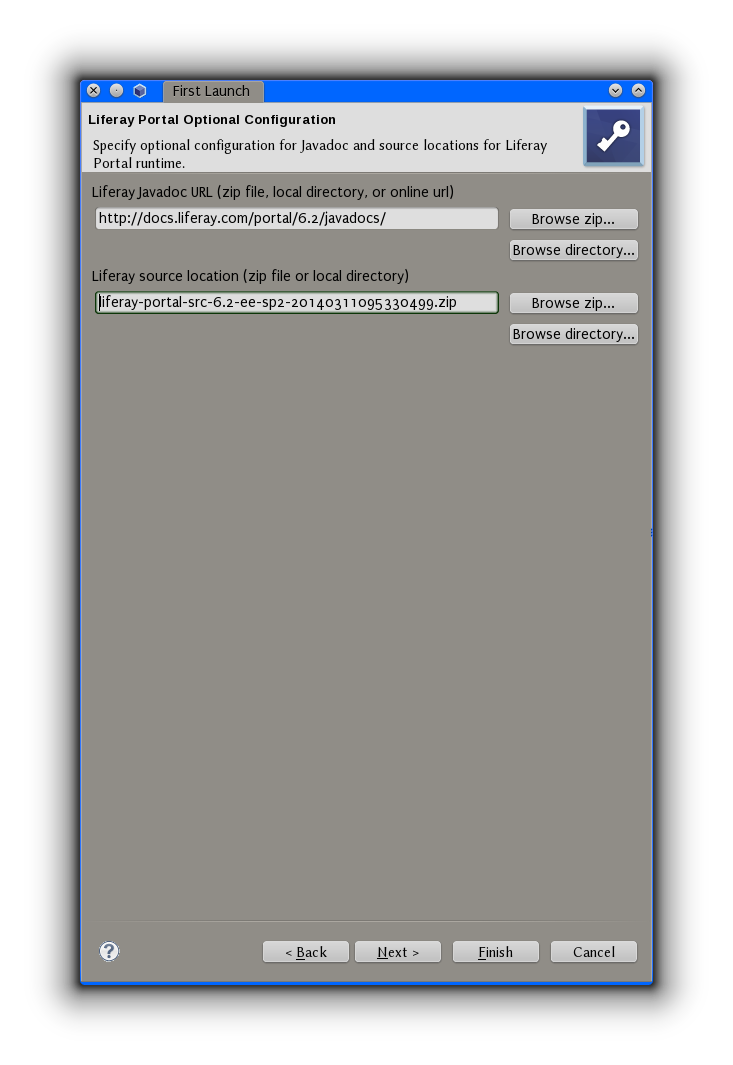 First Launch
Liferay Portal Optional Configuration
Specify optional configuration for Javadoc and source locations for Liferay
Portal runtime.
Liferay Javadoc URL (zip file, local directory, or online url)
http://docs.liferay.com/portal/6.2/javadocs/ Browse zip...
Browse directory...
Liferay source location (zip file or local directory)
liferay-portal-src-6.2-ee-sp2-20140311095330499.zip Browse zip...
Browse directory...
? < Back Next > Finish Cancel